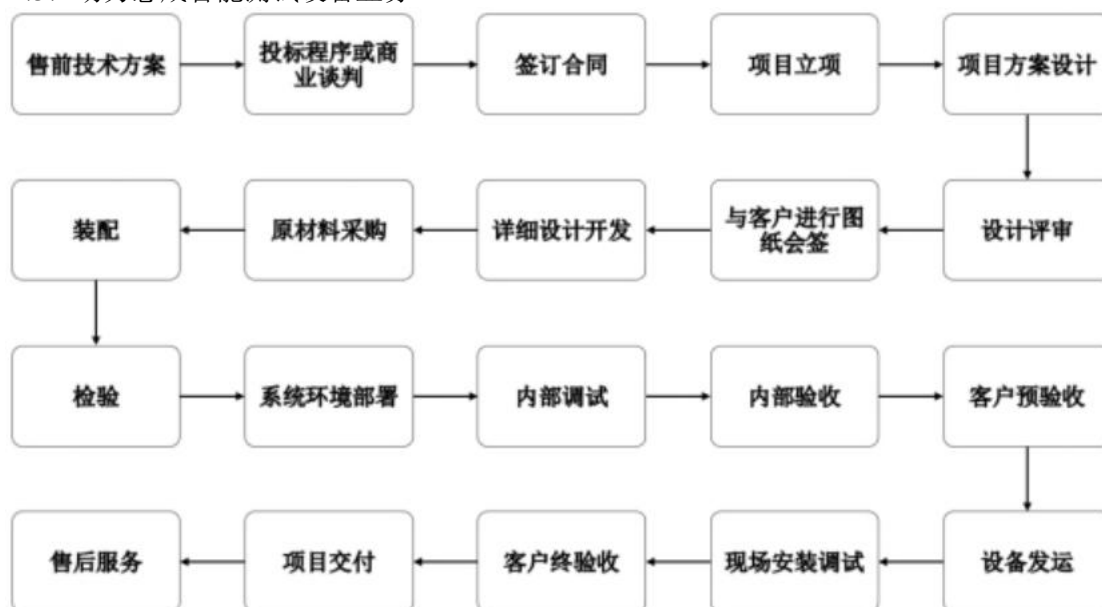 售前技术方案
投标程序或商
业谈判
签订合同
项目立项
项目方案设计
装配
原材料采购
详细设计开发
与客户进行图
纸会签
设计评审
检验
系统环境部署
内部调试
内部验收
客户预验收
售后服务
项目交付
客户终验收
现场安装调试
设备发运